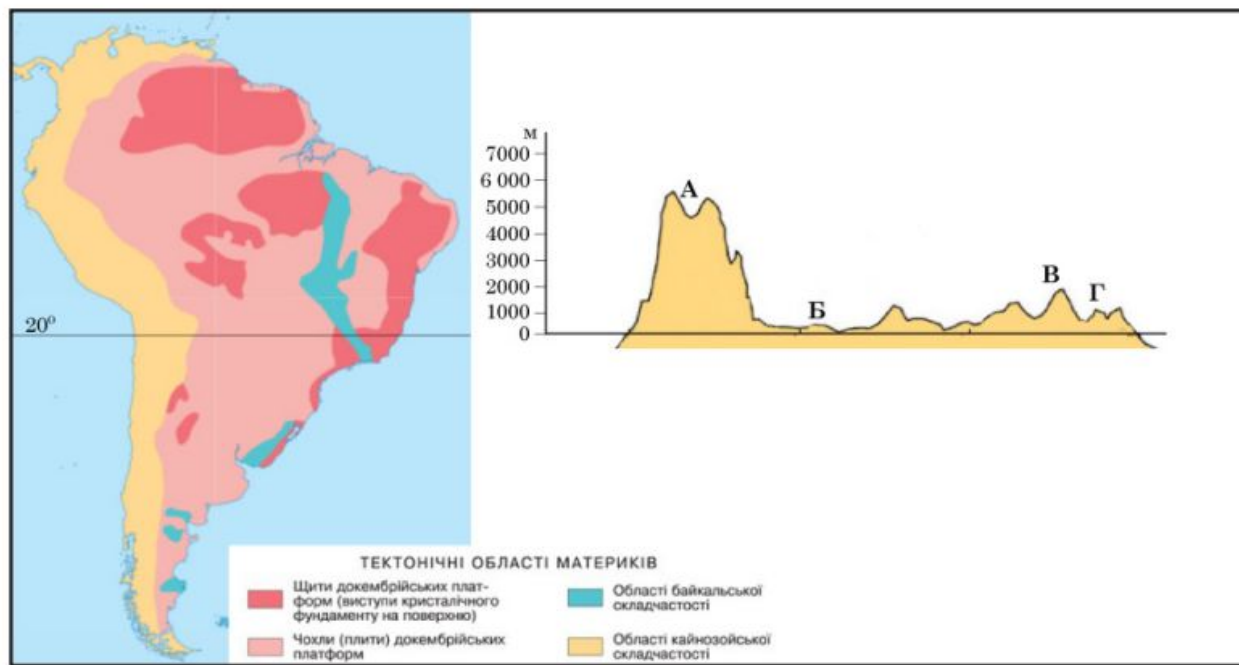 20⁰
м
7000
6 000
5000
4000
3000
2000
1000
0
А
Б
В
Г
ТЕКТОНІЧНІ ОБЛАСТІ МАТЕРИКІВ
Щити докембрійських плат-
форм (виступи кристалічного
фундаменту на поверхню)
Чохли (плити) докембрійських
платформ
Області байкальської
складчастості
Області кайнозойської
складчастості